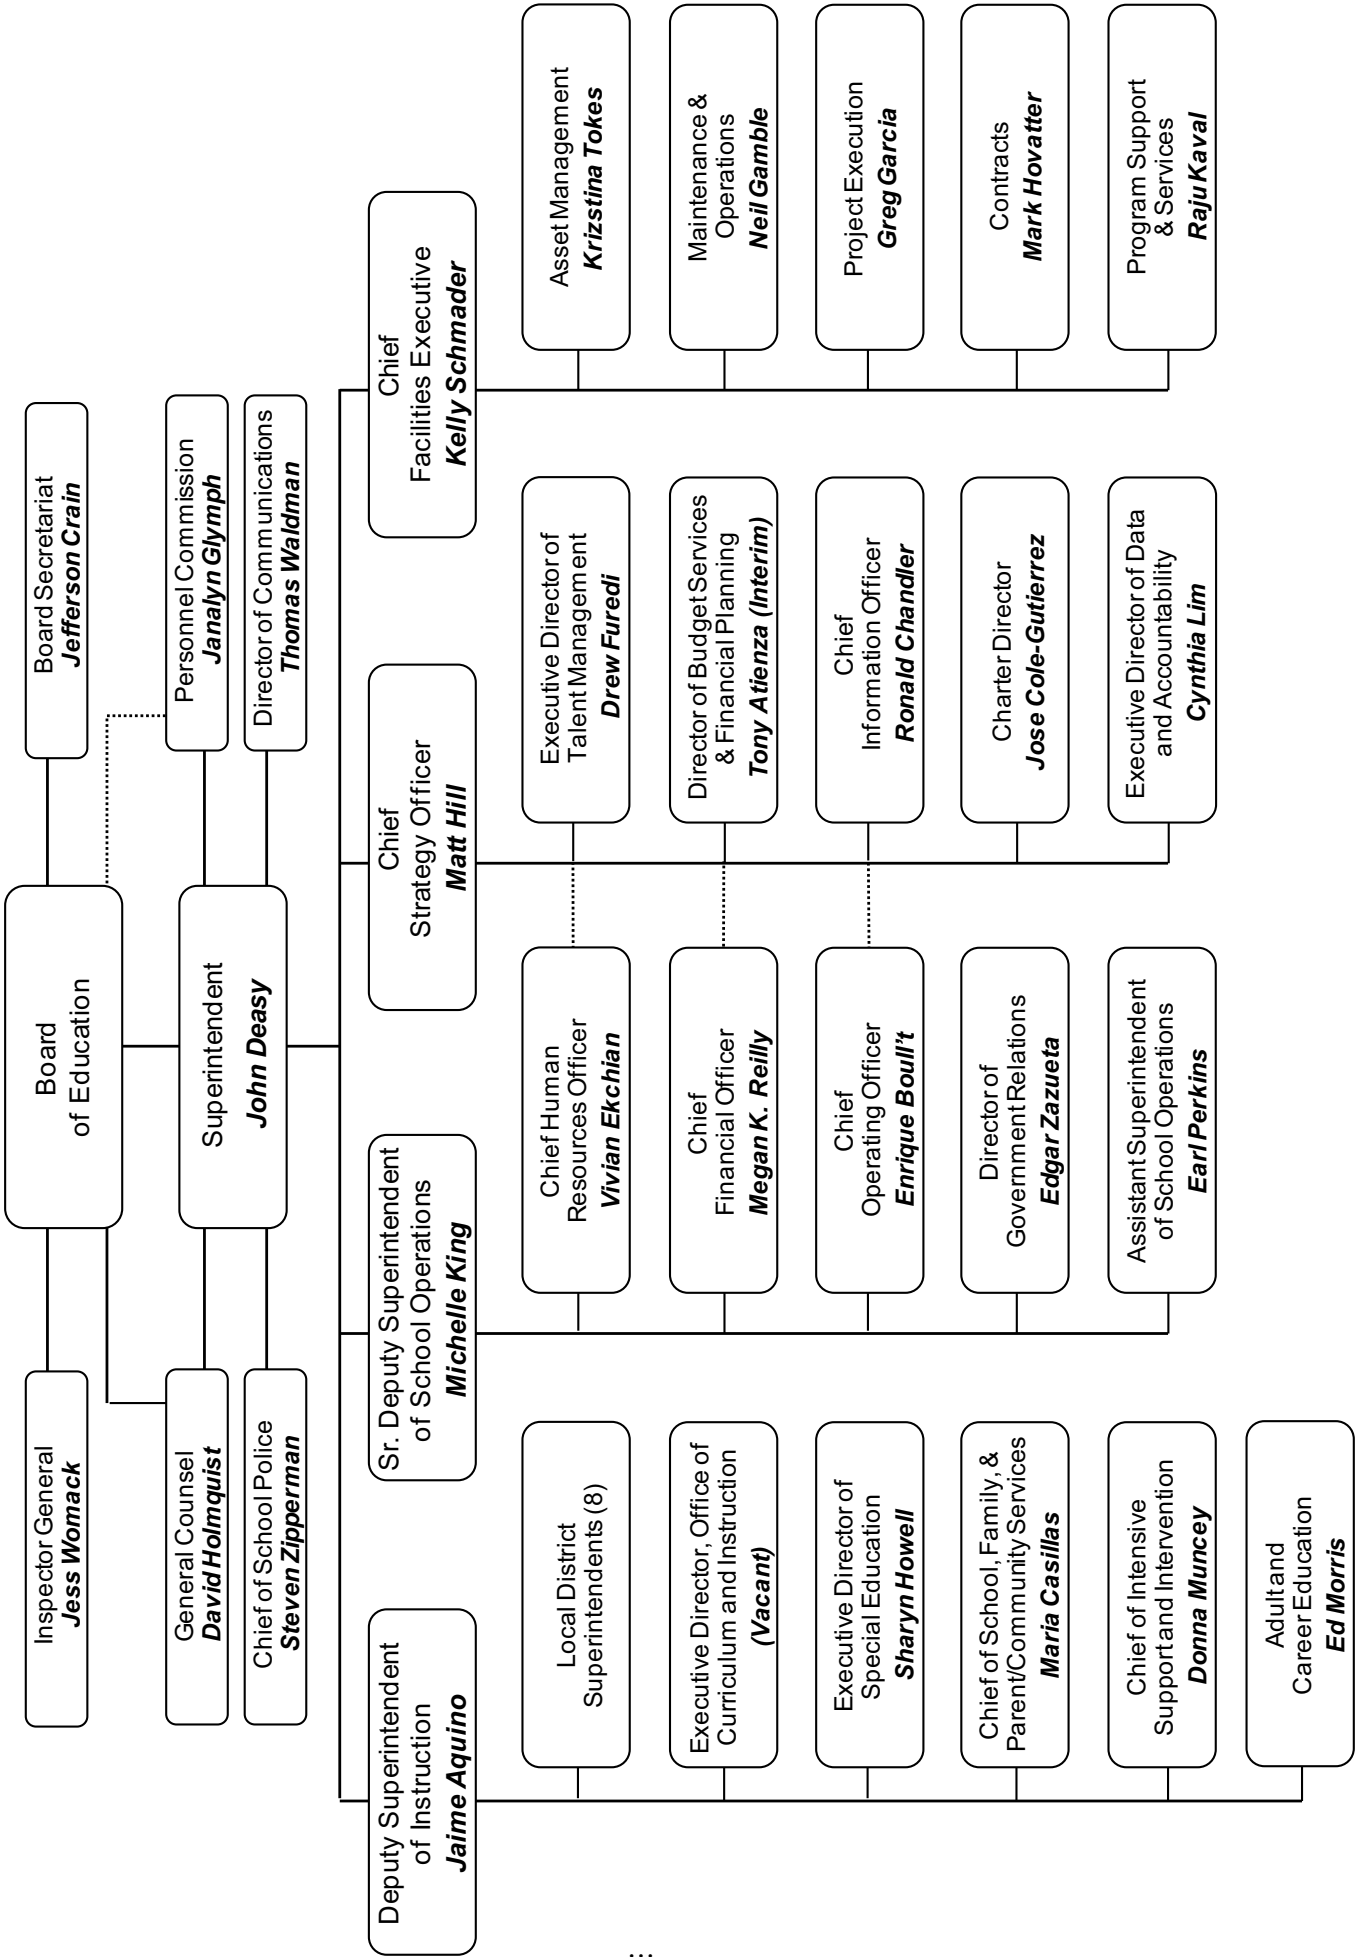 Board
of Education
Inspector General
Jess Womack
Board Secretariat
Jefferson Crain
Superintendent
John Deasy
General Counsel
David Holmquist
Personnel Commission
Janalyn Glymph
Chief of School Police
Steven Zipperman
Director of Communications
Thomas Waldman
Deputy Superintendent
of Instruction
Jaime Aquino
Sr. Deputy Superintendent
of School Operations
Michelle King
Chief
Strategy Officer
Matt Hill
Chief
Facilities Executive
Kelly Schmader
Local District
Superintendents (8)
Executive Director, Office of
Curriculum and Instruction
(Vacant)
Executive Director of
Special Education
Sharyn Howell
Chief of School, Family, &
Parent/Community Services
Maria Casillas
Chief of Intensive
Support and Intervention
Donna Muncey
Adult and
Career Education
Ed Morris
Chief Human
Resources Officer
Vivian Ekchian
Chief
Financial Officer
Megan K. Reilly
Chief
Operating Officer
Enrique Boull't
Director of
Government Relations
Edgar Zazueta
Assistant Superintendent
of School Operations
Earl Perkins
Executive Director of
Talent Management
Drew Furedi
Director of Budget Services
& Financial Planning
Tony Atienza (Interim)
Chief
Information Officer
Ronald Chandler
Charter Director
Jose Cole-Gutierrez
Executive Director of Data
and Accountability
Cynthia Lim
Asset Management
Krizstina Tokes
Maintenance &
Operations
Neil Gamble
Project Execution
Greg Garcia
Contracts
Mark Hovatter
Program Support
& Services
Raju Kaval
...